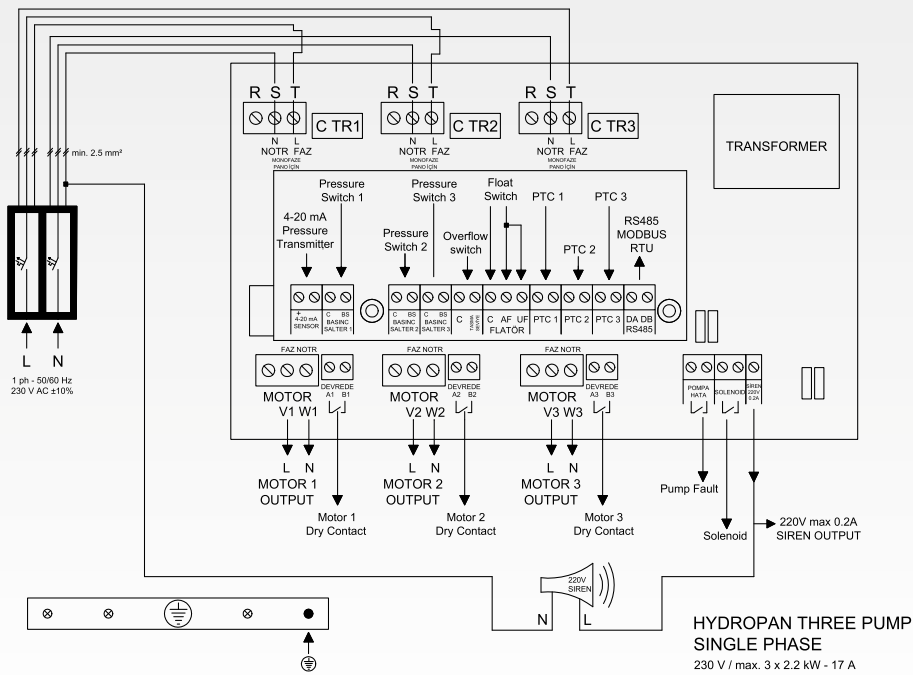 R S T
R S T
R S T
C TR1
C TR2
C TR3
N L
NOTR FAZ
MONOFAZE
PANO İÇİN
N L
NOTR FAZ
MONOFAZE
PANO İÇİN
N L
NOTR FAZ
MONOFAZE
PANO İÇİN
TRANSFORMER
min. 2.5 mm²
4-20 mA
Pressure
Transmitter
Pressure
Switch 1
Pressure
Switch 2
Pressure
Switch 3
Overflow
switch
Float
Switch
PTC 1
PTC 2
PTC 3
RS485
MODBUS
RTU
+
4-20 mA
SENSOR
C BS
BASINC
SALTER 1
C BS
BASINC
SALTER 2
C BS
BASINC
SALTER 3
C
TASMA
SEVIYE
C AF UF
FLATÖR
PTC 1
PTC 2
PTC 3
DA DB
RS485
L N
1 ph - 50/60 Hz
230 V AC ±10%
FAZ NOTR
MOTOR
V1 W1
DEVREDE
A1 B1
FAZ NOTR
MOTOR
V2 W2
DEVREDE
A2 B2
FAZ NOTR
MOTOR
V3 W3
DEVREDE
A3 B3
POMPA
HATA
SOLENOID
SİREN
220V
0.2A
L N
MOTOR 1
OUTPUT
Motor 1
Dry Contact
L N
MOTOR 2
OUTPUT
Motor 2
Dry Contact
L N
MOTOR 3
OUTPUT
Motor 3
Dry Contact
Pump Fault
Solenoid
220V max 0.2A
SIREN OUTPUT
220V
SIREN
N L
HYDROPAN THREE PUMP
SINGLE PHASE
230 V / max. 3 x 2.2 kW - 17 A